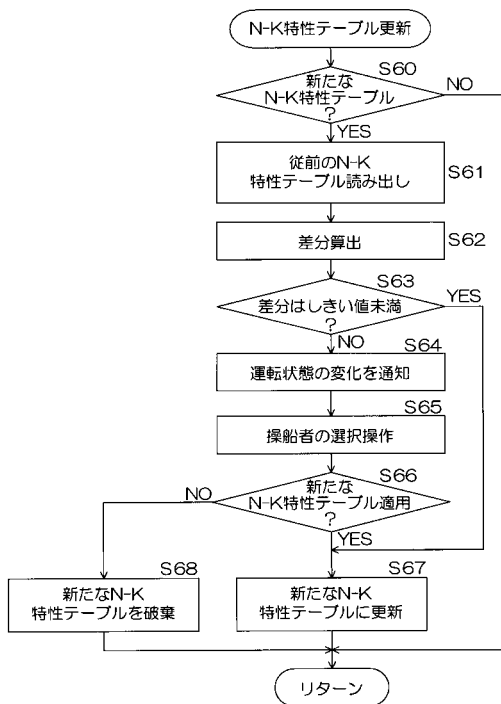 N-K特性テーブル更新
S60
新たな
N-K特性テーブル
?
NO
YES
従前のN-K
特性テーブル読み出し
S61
差分算出
S62
S63
差分はしきい値未満
?
YES
NO
S64
運転状態の変化を通知
S65
操船者の選択操作
S66
新たな
N-K特性テーブル適用
?
NO
YES
S68
新たなN-K
特性テーブルを破棄
S67
新たなN-K
特性テーブルに更新
リターン